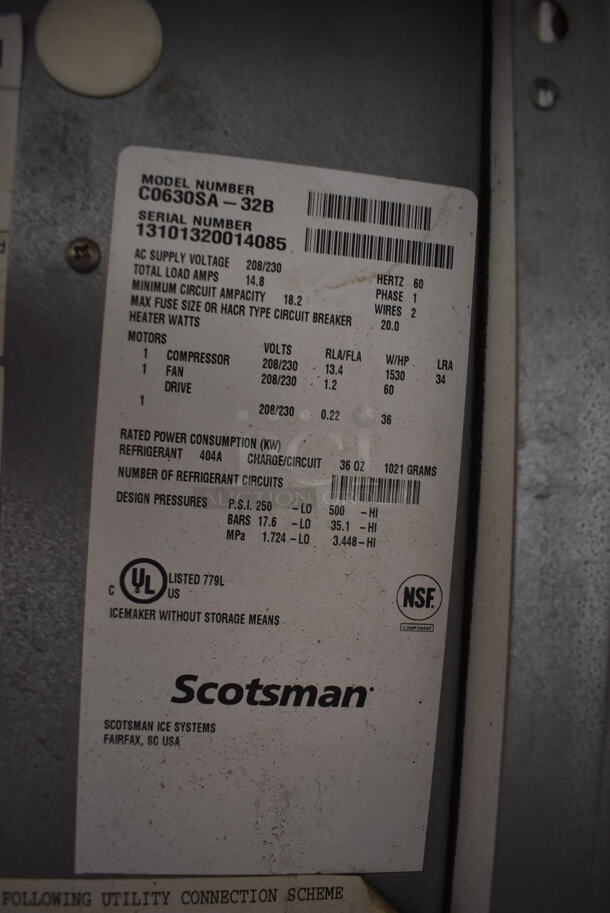 MODEL NUMBER
C0630SA-32B
SERIAL NUMBER
13101320014085
AC SUPPLY VOLTAGE 208/230 HERTZ 60
TOTAL LOAD AMPS 14.8 PHASE 1
MINIMUM CIRCUIT AMPACITY 18.2 WIRES 2
MAX FUSE SIZE OR HACR TYPE CIRCUIT BREAKER 20.0
HEATER WATTS
MOTORS VOLTS RLA/FLA W/HP LRA
1 COMPRESSOR 208/230 13.4 1530 34
1 FAN 208/230 1.2 60
DRIVE
1 208/230 0.22 36
RATED POWER CONSUMPTION (KW)
REFRIGERANT 404A CHARGE/CIRCUIT 36 OZ 1021 GRAMS
NUMBER OF REFRIGERANT CIRCUITS
DESIGN PRESSURES P.S.I. 250 -LO 500 -HI
BARS 17.6 -LO 35.1 -HI
MPa 1.724-LO 3.448-HI
C UL US LISTED 779L
NSF.
COMPONENT
ICEMAKER WITHOUT STORAGE MEANS
Scotsman
SCOTSMAN ICE SYSTEMS
FAIRFAX, SC USA
FOLLOWING UTILITY CONNECTION SCHEME